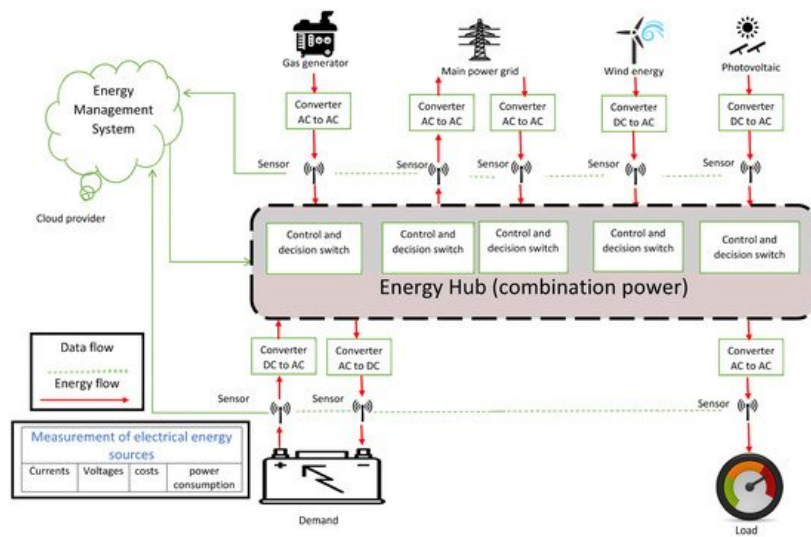 Gas generator
Main power grid
Wind energy
Photovoltaic
Energy
Management
System
Converter
AC to AC
Converter
AC to AC
Converter
AC to AC
Converter
DC to AC
Converter
DC to AC
Sensor
Sensor
Sensor
Sensor
Sensor
Cloud provider
Control and
decision switch
Control and
decision switch
Control and
decision switch
Control and
decision switch
Control and
decision switch
Energy Hub (combination power)
Data flow
Energy flow
Converter
DC to AC
Converter
AC to DC
Converter
AC to AC
Sensor
Sensor
Sensor
Measurement of electrical energy
sources
Currents
Voltages
costs
power
consumption
Demand
Load